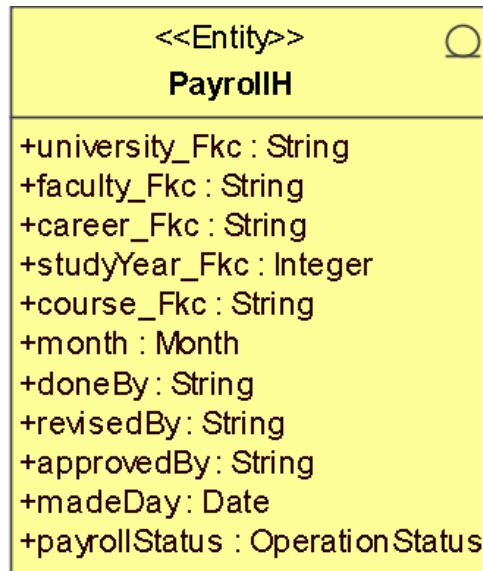 <<Entity>>
PayrollH
+university_Fkc : String
+faculty_Fkc : String
+career_Fkc : String
+studyYear_Fkc : Integer
+course_Fkc : String
+month : Month
+doneBy : String
+revisedBy : String
+approvedBy : String
+madeDay : Date
+payrollStatus : OperationStatus